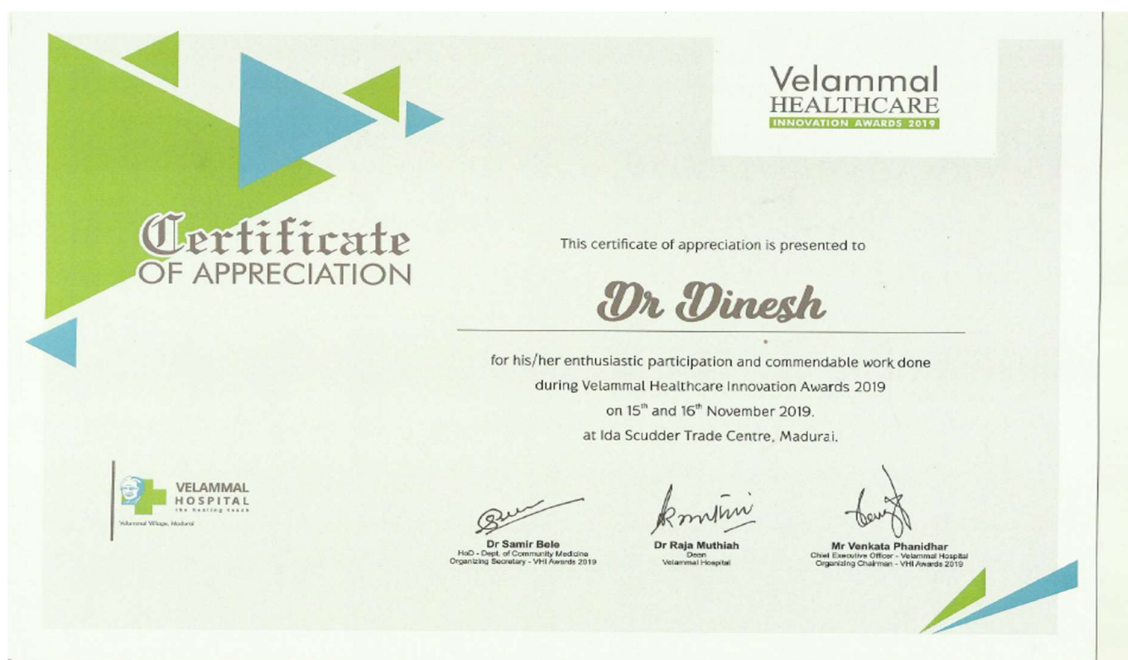 Velammal
HEALTHCARE
INNOVATION AWARDS 2019
Certificate
OF APPRECIATION
This certificate of appreciation is presented to
Dr Dinesh
for his/her enthusiastic participation and commendable work done
during Velammal Healthcare Innovation Awards 2019
on 15th and 16th November 2019.
at Ida Scudder Trade Centre, Madurai.
VELAMMAL
HOSPITAL
the healing touch
Velammal Village, Madurai
Dr Samir Bele
HoD - Dept. of Community Medicine
Organizing Secretary - VHI Awards 2019
Dr Raja Muthiah
Dean
Velammal Hospital
Mr Venkata Phanidhar
Chief Executive Officer - Velammal Hospital
Organizing Chairman - VHI Awards 2019